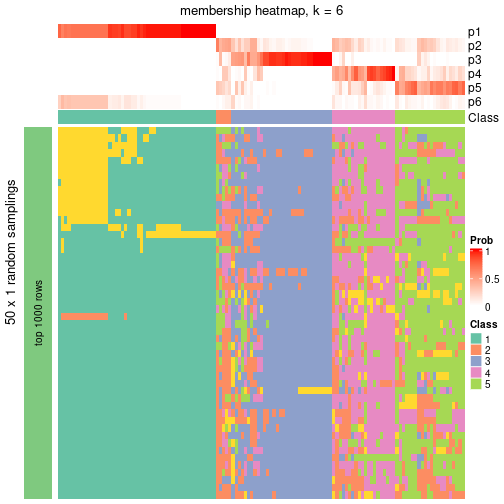 membership heatmap, k = 6
p1
p2
p3
p4
p5
p6
Class
50 x 1 random samplings
top 1000 rows
Prob
1
0.5
0
Class
1
2
3
4
5